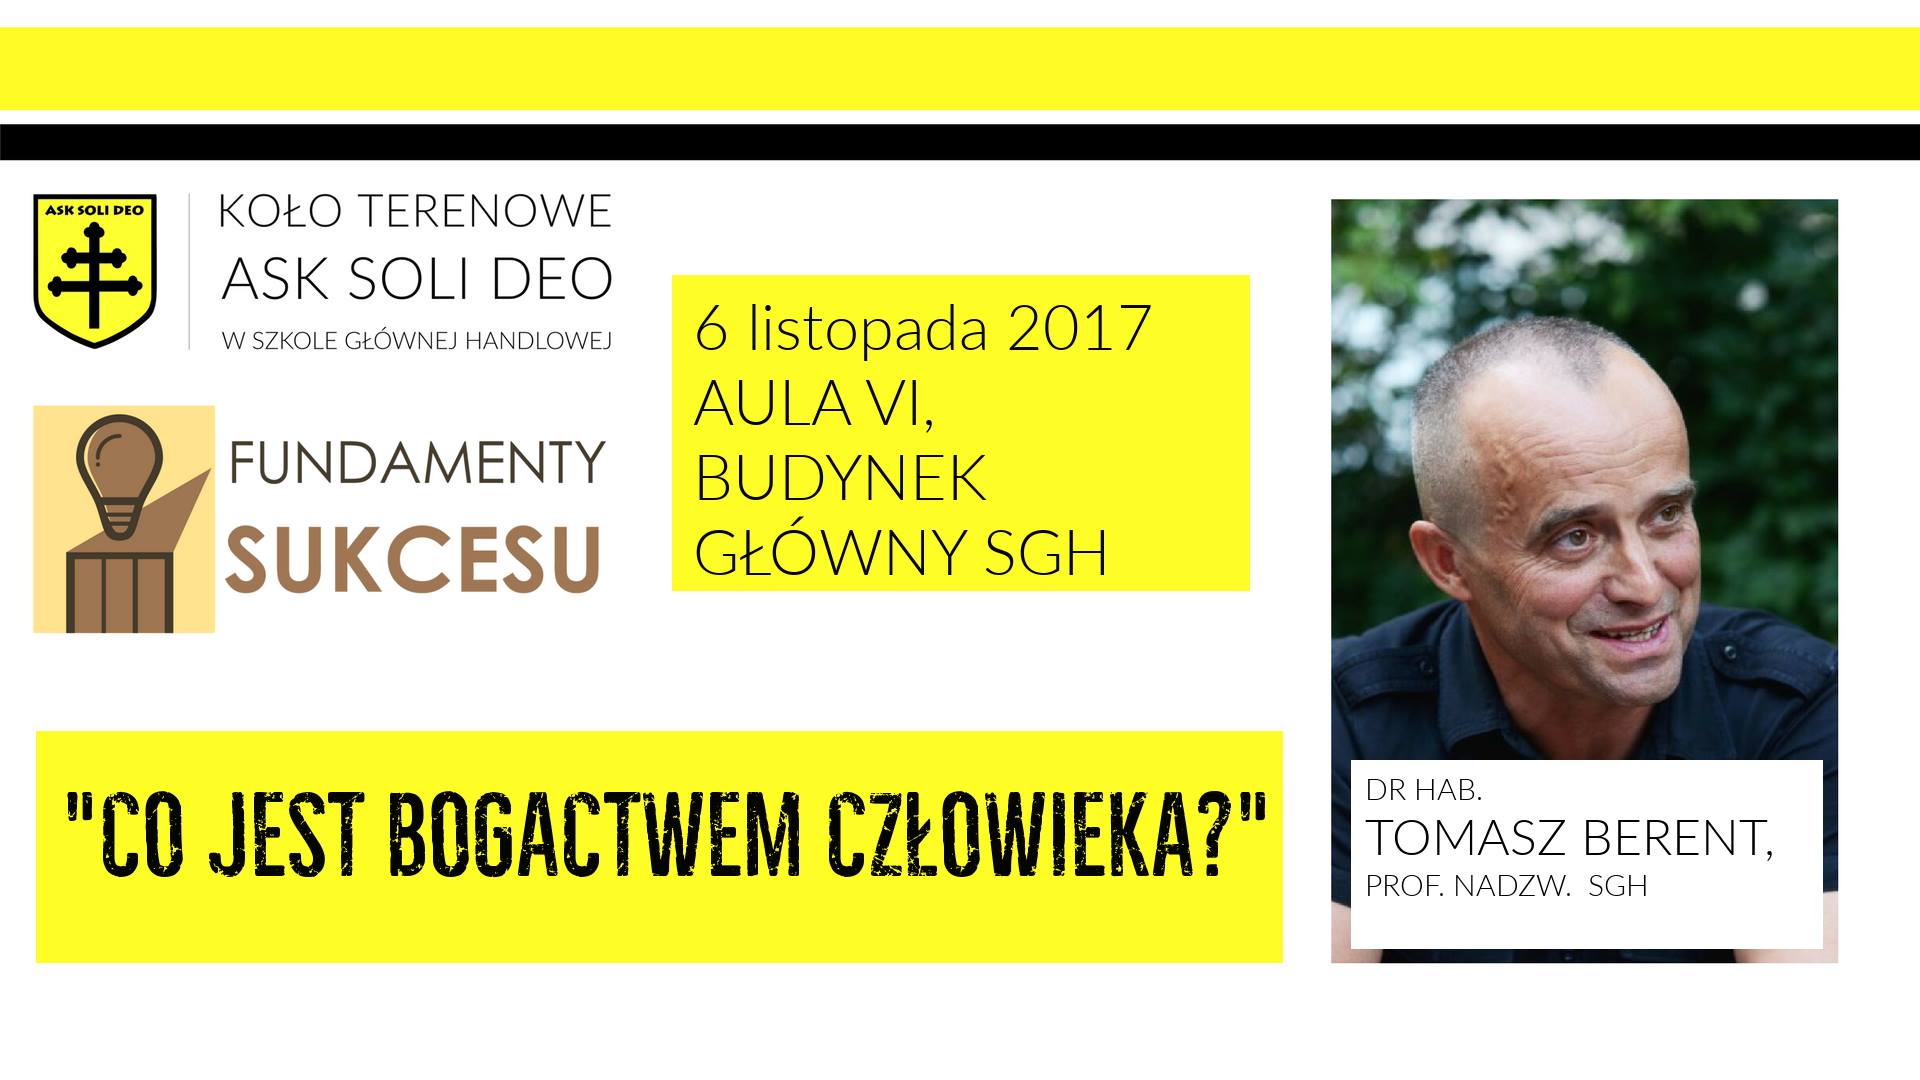 ASK SOLI DEO
KOŁO TERENOWE
ASK SOLI DEO
W SZKOLE GŁÓWNEJ HANDLOWEJ
FUNDAMENTY
SUKCESU
6 listopada 2017
AULA VI,
BUDYNEK
GŁÓWNY SGH
"CO JEST BOGACTWEM CZŁOWIEKA?"
DR HAB.
TOMASZ BERENT,
PROF. NADZW. SGH